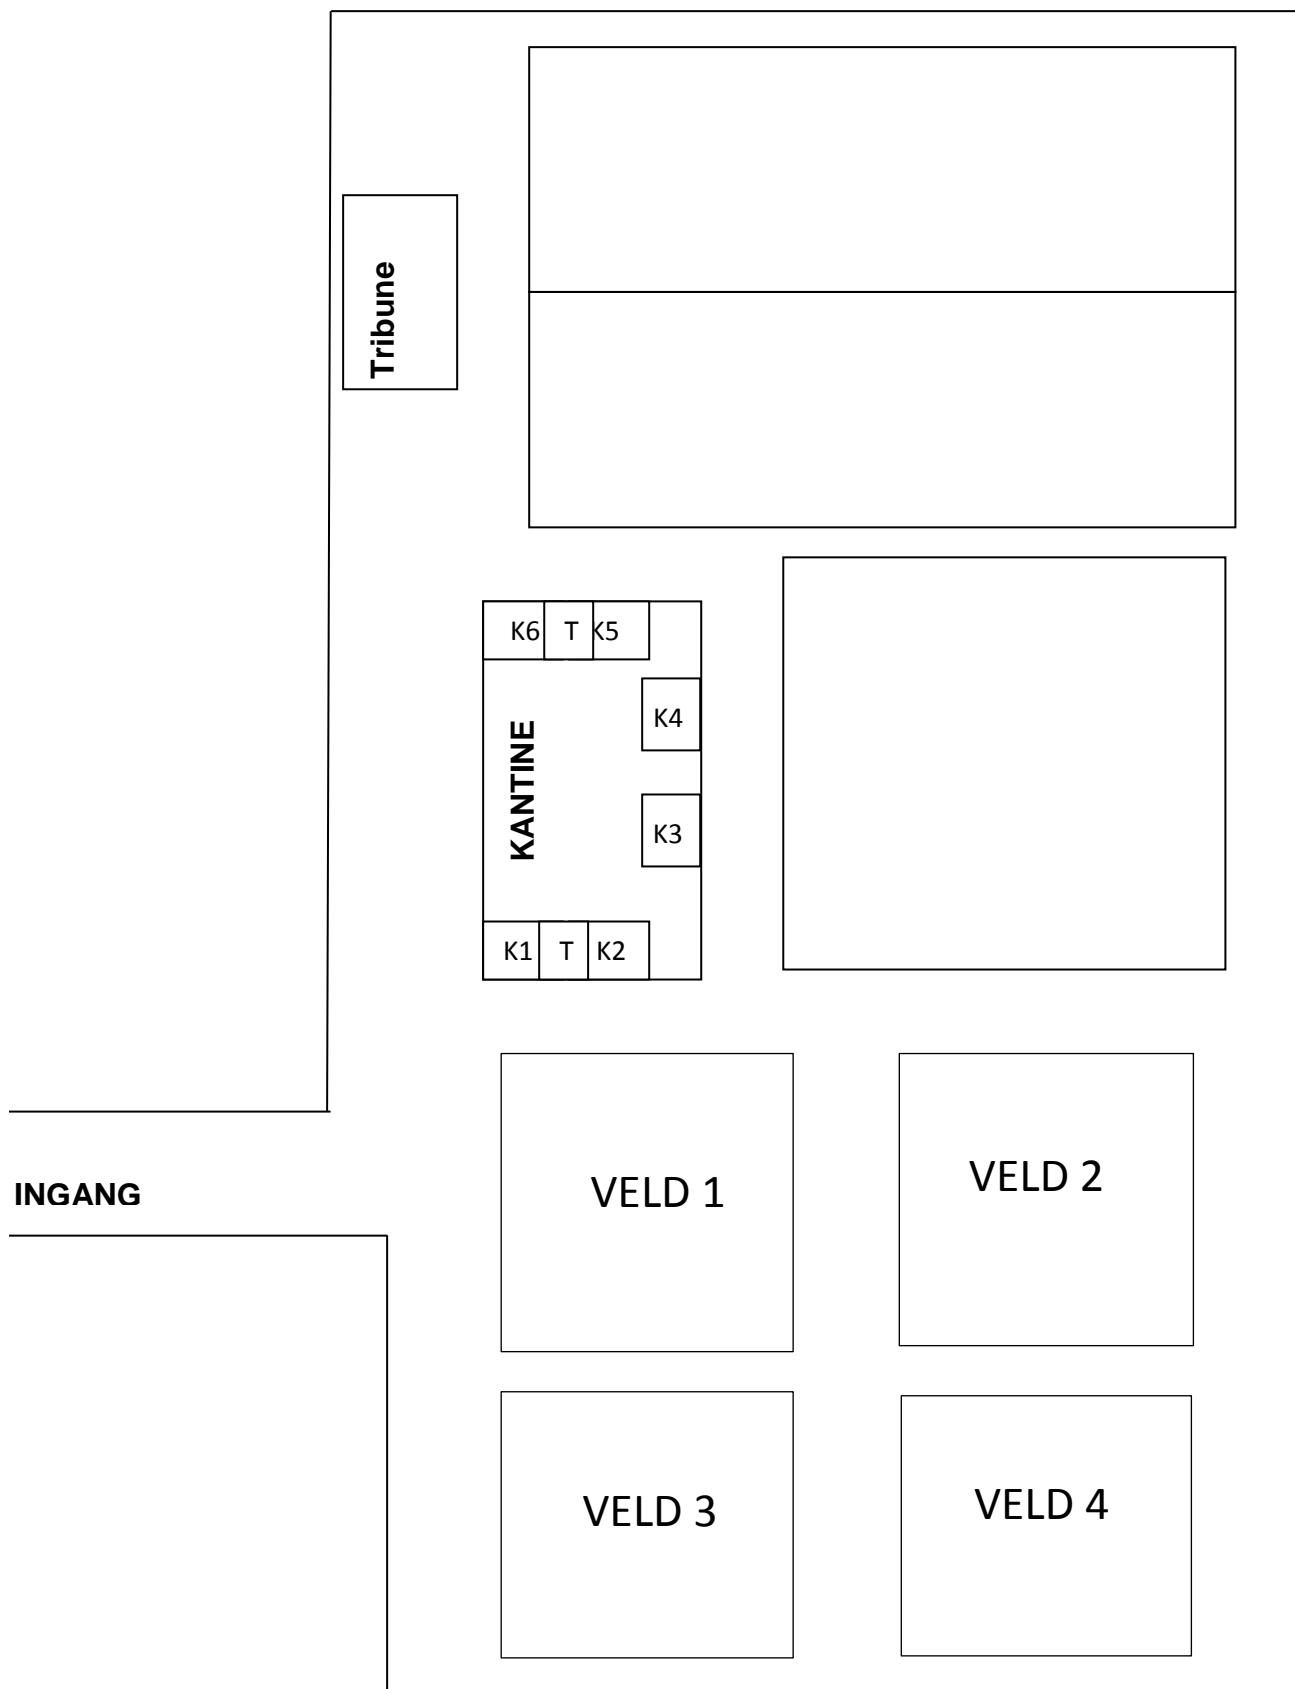 Tribune
K6 T K5
K4
KANTINE
K3
K1 T K2
VELD 1
VELD 2
INGANG
VELD 3
VELD 4